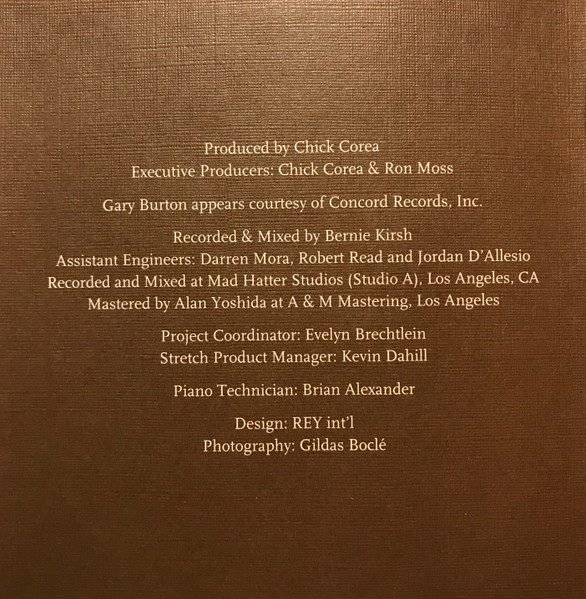 Produced by Chick Corea
Executive Producers: Chick Corea & Ron Moss
Gary Burton appears courtesy of Concord Records, Inc.
Recorded & Mixed by Bernie Kirsh
Assistant Engineers: Darren Mora, Robert Read and Jordan D'Allesio
Recorded and Mixed at Mad Hatter Studios (Studio A), Los Angeles, CA
Mastered by Alan Yoshida at A & M Mastering, Los Angeles
Project Coordinator: Evelyn Brechtlein
Stretch Product Manager: Kevin Dahill
Piano Technician: Brian Alexander
Design: REY int'l
Photography: Gildas Boclé